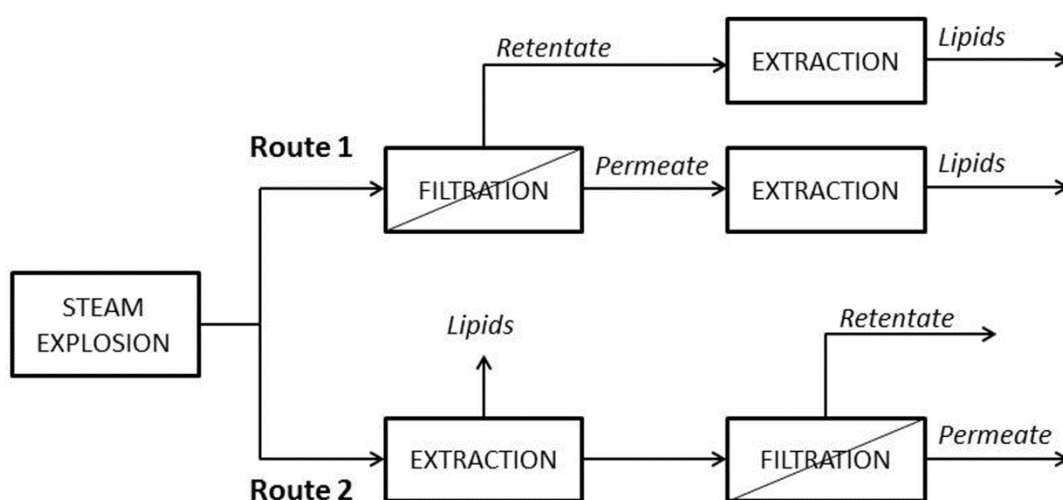 Retentate
EXTRACTION
Lipids
Route 1
FILTRATION
Permeate
EXTRACTION
Lipids
STEAM
EXPLOSION
Lipids
Retentate
Route 2
EXTRACTION
FILTRATION
Permeate